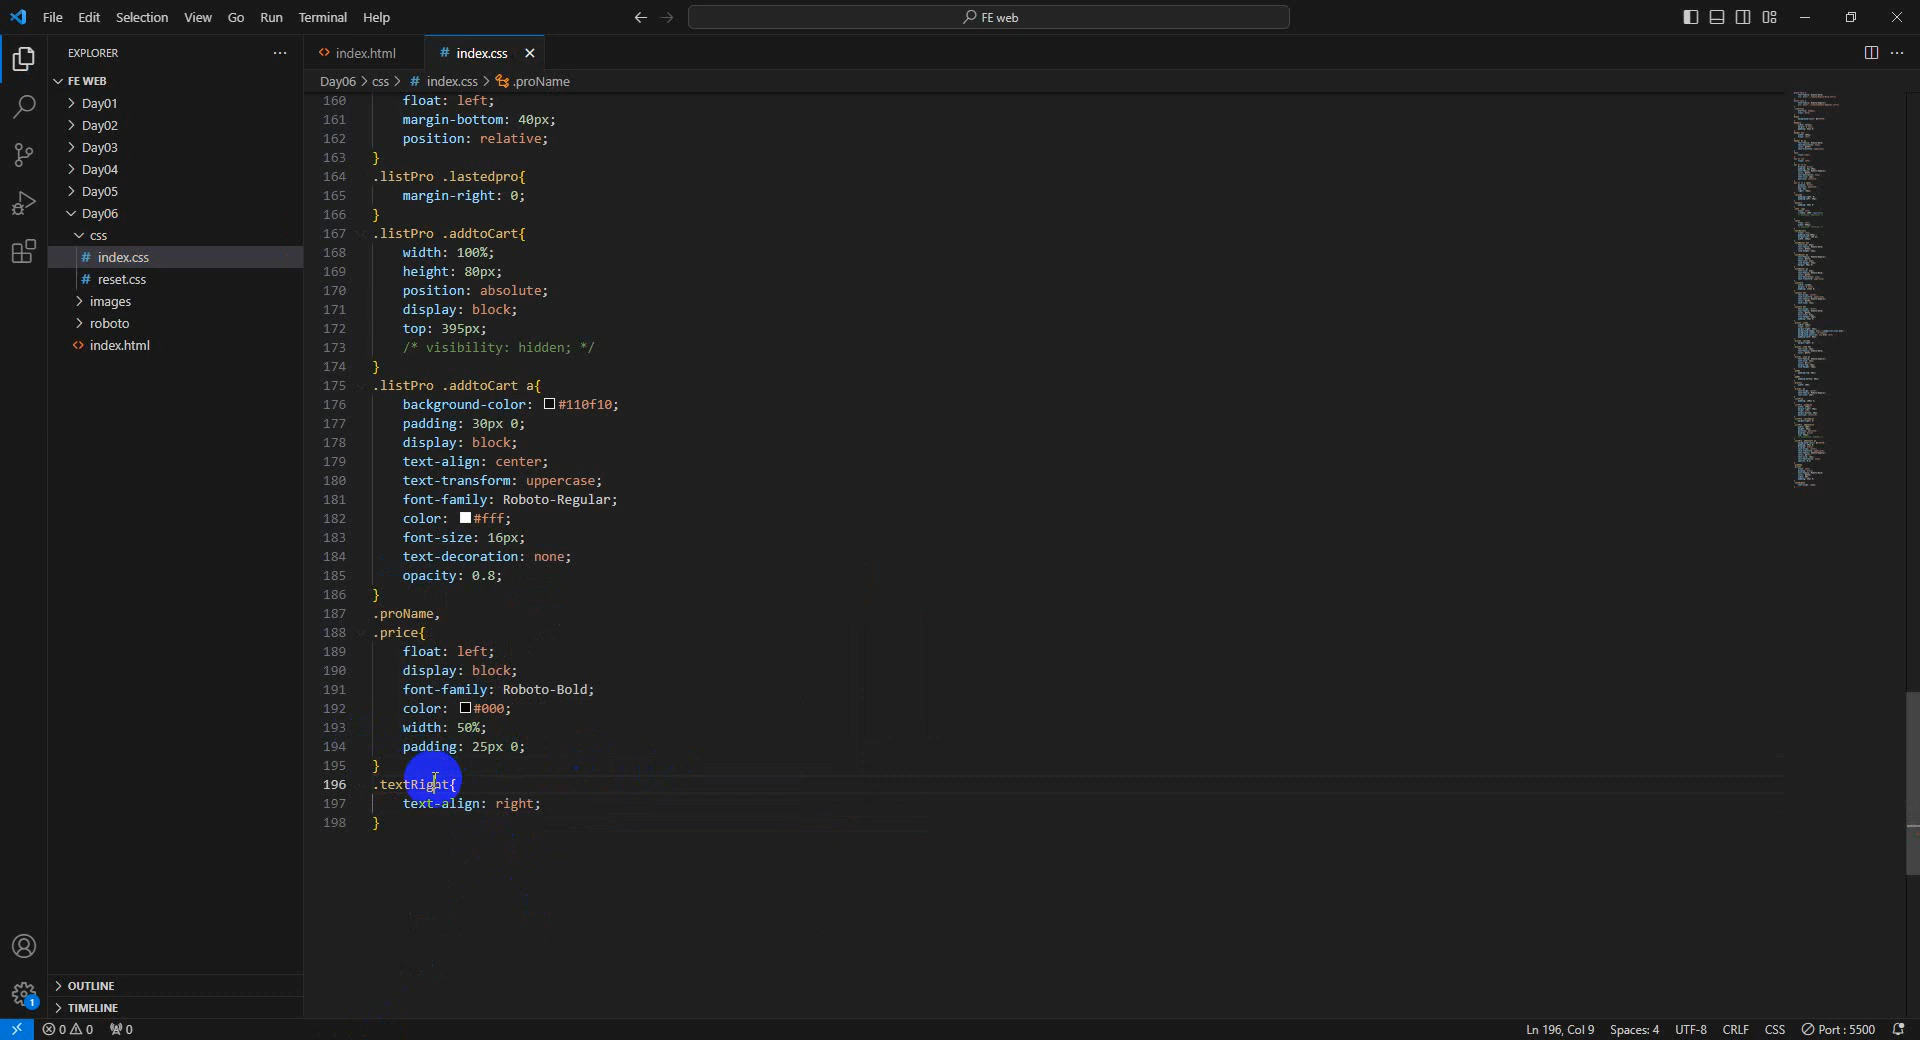 File Edit Selection View Go Run Terminal Help
FE web
EXPLORER
FE WEB
Day01
Day02
Day03
Day04
Day05
Day06
css
# index.css
# reset.css
images
roboto
<> index.html
OUTLINE
TIMELINE
<> index.html
# index.css
Day06 > css > # index.css > .proName
160 float: left;
161 margin-bottom: 40px;
162 position: relative;
163 }
164 .listPro .lastedpro{
165 margin-right: 0;
166 }
167 .listPro .addtoCart{
168 width: 100%;
169 height: 80px;
170 position: absolute;
171 display: block;
172 top: 395px;
173 /* visibility: hidden; */
174 }
175 .listPro .addtoCart a{
176 background-color: #110f10;
177 padding: 30px 0;
178 display: block;
179 text-align: center;
180 text-transform: uppercase;
181 font-family: Roboto-Regular;
182 color: #fff;
183 font-size: 16px;
184 text-decoration: none;
185 opacity: 0.8;
186 }
187 .proName,
188 .price{
189 float: left;
190 display: block;
191 font-family: Roboto-Bold;
192 color: #000;
193 width: 50%;
194 padding: 25px 0;
195 }
196 .textRight{
197 text-align: right;
198 }
1
0 0 0
Ln 196, Col 9 Spaces: 4 UTF-8 CRLF CSS Port : 5500